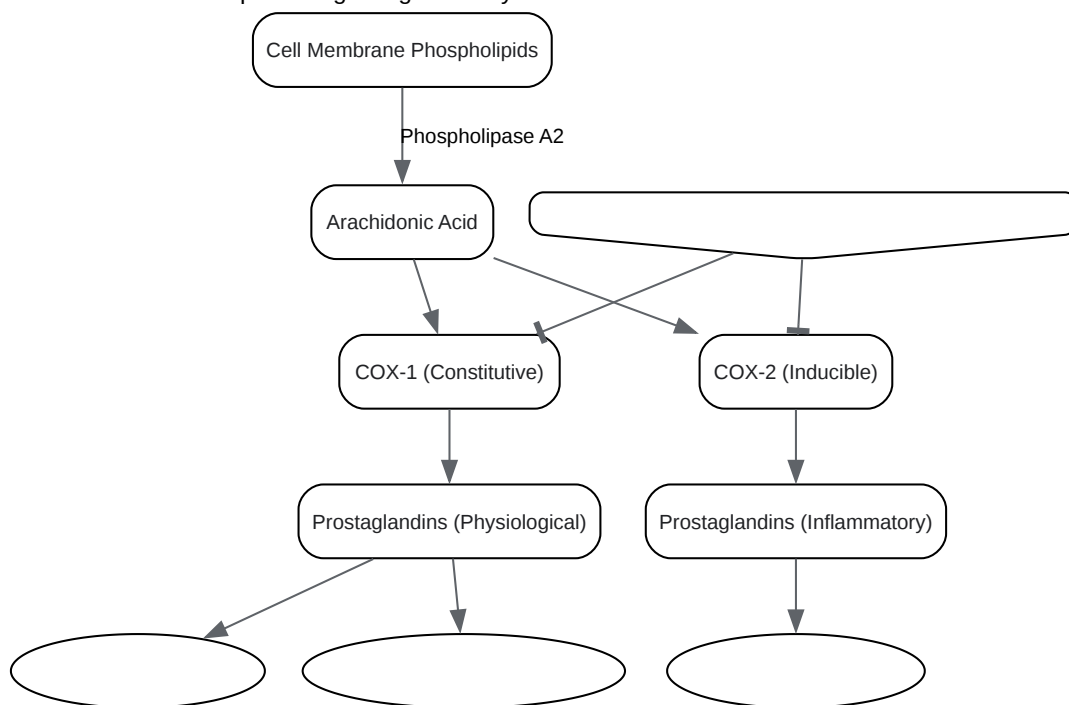 Cell Membrane Phospholipids
Phospholipase A2
Arachidonic Acid
COX-1 (Constitutive)
COX-2 (Inducible)
Prostaglandins (Physiological)
Prostaglandins (Inflammatory)